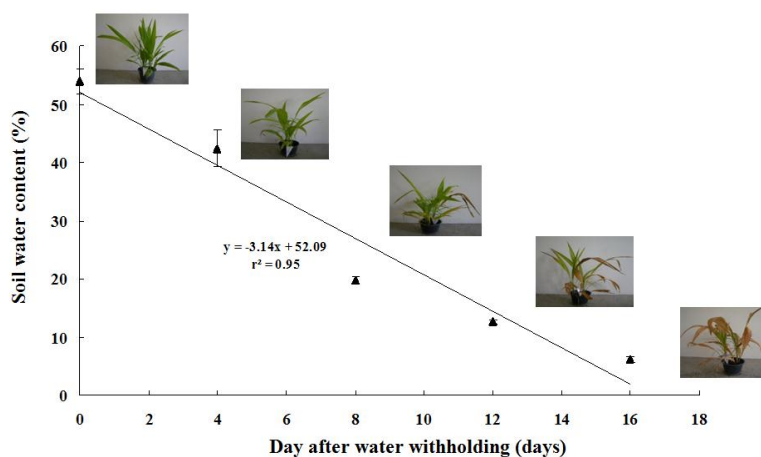 60
50
40
30
20
10
0
Soil water content (%)
y = -3.14x + 52.09
r² = 0.95
0 2 4 6 8 10 12 14 16 18
Day after water withholding (days)